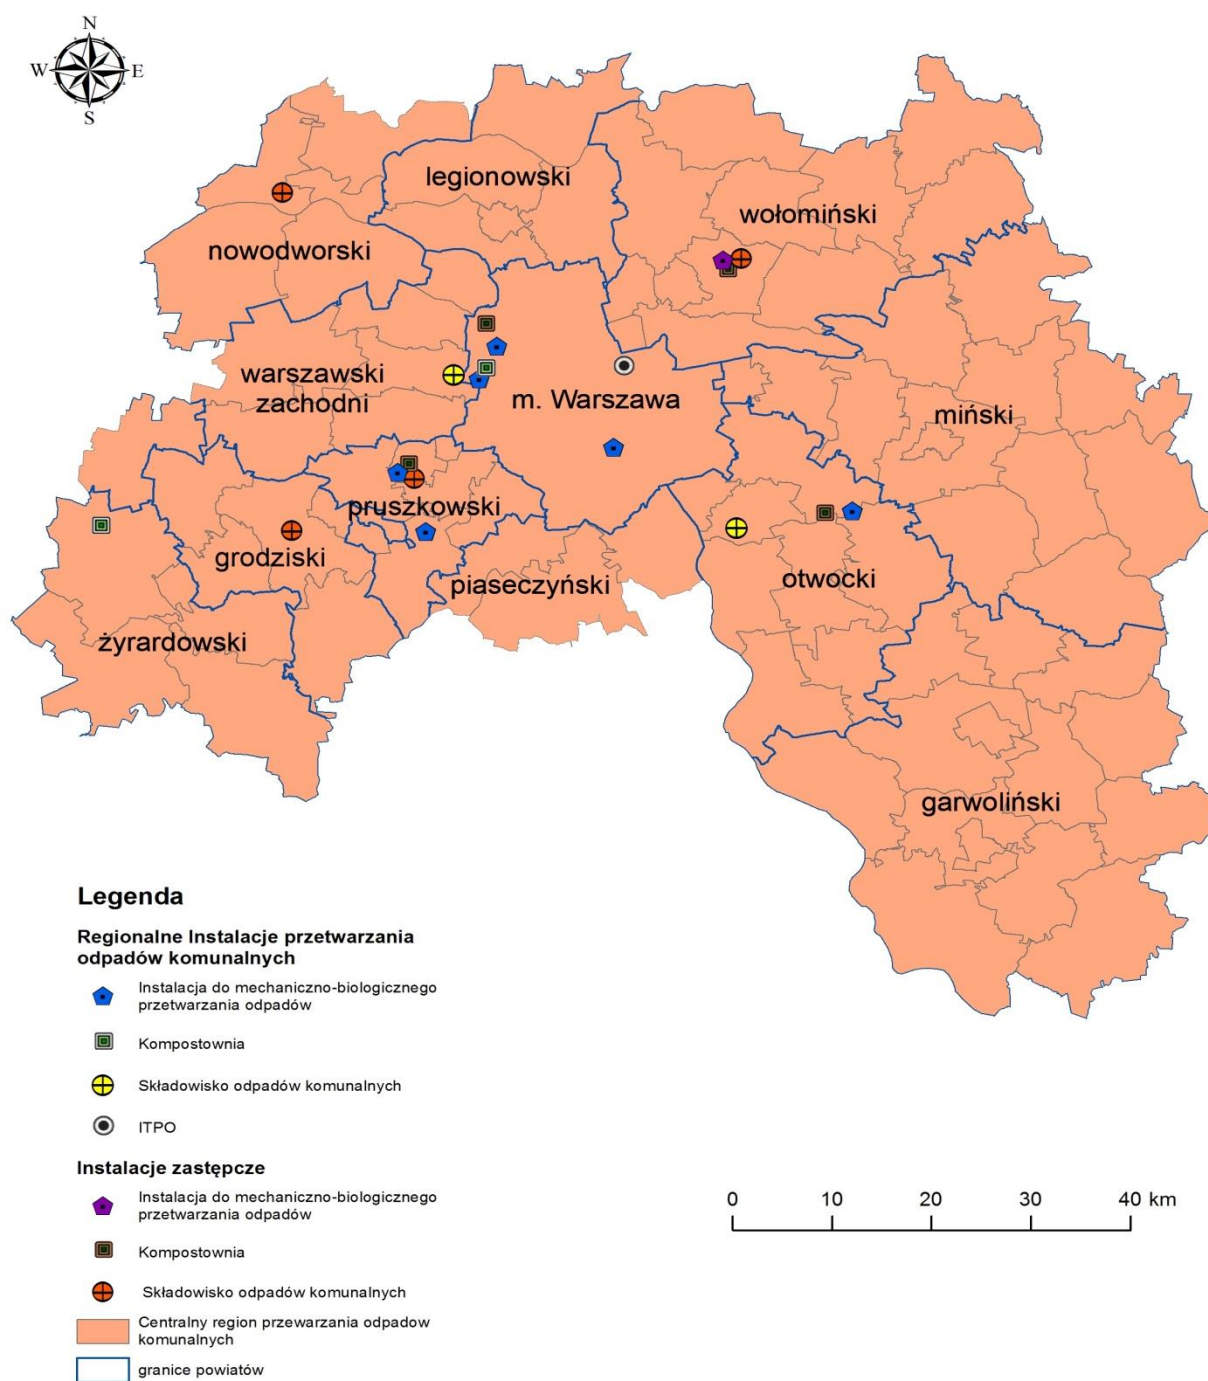 N
W E
S
legionowski
wołomiński
nowodworski
warszawski
zachodni
m. Warszawa
miński
pruszkowski
grodziski
piaseczyński
otwocki
żyrardowski
garwoliński
Legenda
Regionalne Instalacje przetwarzania
odpadów komunalnych
Instalacja do mechaniczno-biologicznego
przetwarzania odpadów
Kompostownia
Składowisko odpadów komunalnych
ITPO
Instalacje zastępcze
Instalacja do mechaniczno-biologicznego
przetwarzania odpadów
Kompostownia
Składowisko odpadów komunalnych
Centralny region przewarzania odpadow
komunalnych
granice powiatów
0 10 20 30 40 km